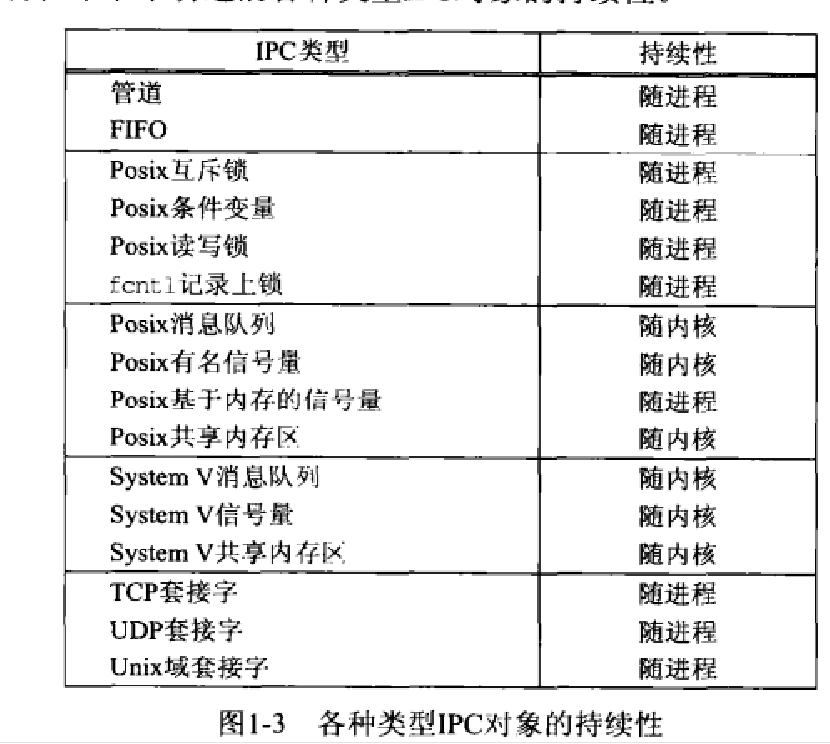 各种类型IPC对象的持续性。
IPC类型 持续性
管道 随进程
FIFO 随进程
Posix互斥锁 随进程
Posix条件变量 随进程
Posix读写锁 随进程
fcntl记录上锁 随进程
Posix消息队列 随内核
Posix有名信号量 随内核
Posix基于内存的信号量 随进程
Posix共享内存区 随内核
System V消息队列 随内核
System V信号量 随内核
System V共享内存区 随内核
TCP套接字 随进程
UDP套接字 随进程
Unix域套接字 随进程
图1-3 各种类型IPC对象的持续性